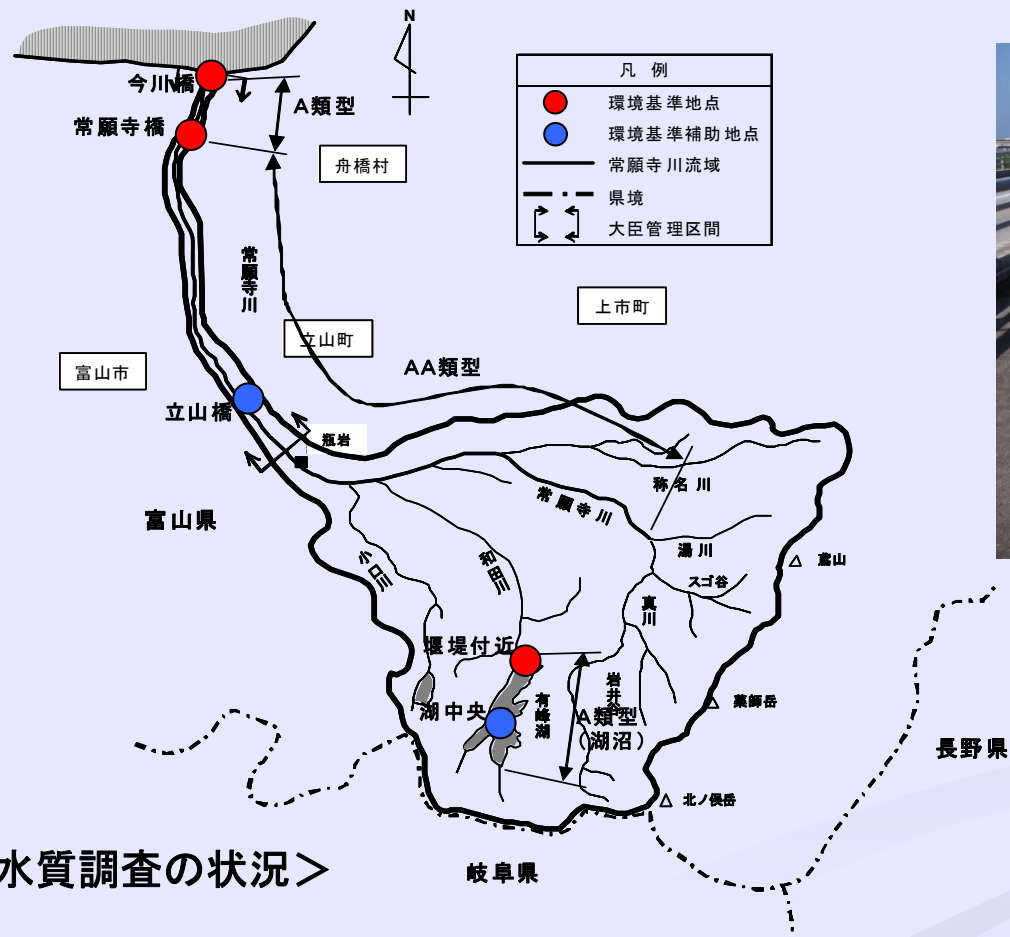 N
今川橋
常願寺橋
A類型
舟橋村
凡 例
環境基準地点
環境基準補助地点
常願寺川流域
県境
大臣管理区間
常願寺川
上市町
立山町
富山市
AA類型
立山橋
瓶岩
称名川
常願寺川
富山県
湯川
鳶山
小口川
和田川
スゴ谷
真川
堰堤付近
岩井谷
有峰湖
湖中央
A類型
（湖沼）
薬師岳
長野県
北ノ俣岳
水質調査の状況＞
岐阜県